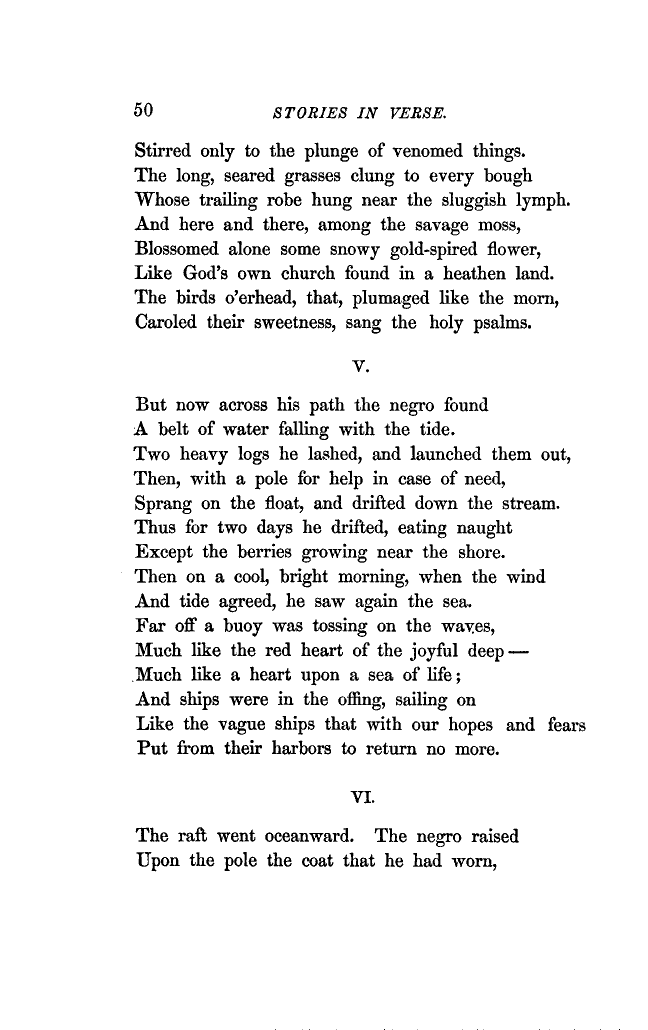 50 STORIES IN VERSE.
Stirred only to the plunge of venomed things.
The long, seared grasses clung to every bough
Whose trailing robe hung near the sluggish lymph.
And here and there, among the savage moss,
Blossomed alone some snowy gold-spired flower,
Like God's own church found in a heathen land.
The birds o'erhead, that, plumaged like the morn,
Caroled their sweetness, sang the holy psalms.
V.
But now across his path the negro found
A belt of water falling with the tide.
Two heavy logs he lashed, and launched them out,
Then, with a pole for help in case of need,
Sprang on the float, and drifted down the stream.
Thus for two days he drifted, eating naught
Except the berries growing near the shore.
Then on a cool, bright morning, when the wind
And tide agreed, he saw again the sea.
Far off a buoy was tossing on the waves,
Much like the red heart of the joyful deep —
Much like a heart upon a sea of life;
And ships were in the offing, sailing on
Like the vague ships that with our hopes and fears
Put from their harbors to return no more.
VI.
The raft went oceanward. The negro raised
Upon the pole the coat that he had worn,